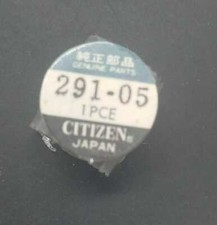 純正部品
GENUINE PARTS
291-05
1PCE
CITIZEN®
JAPAN